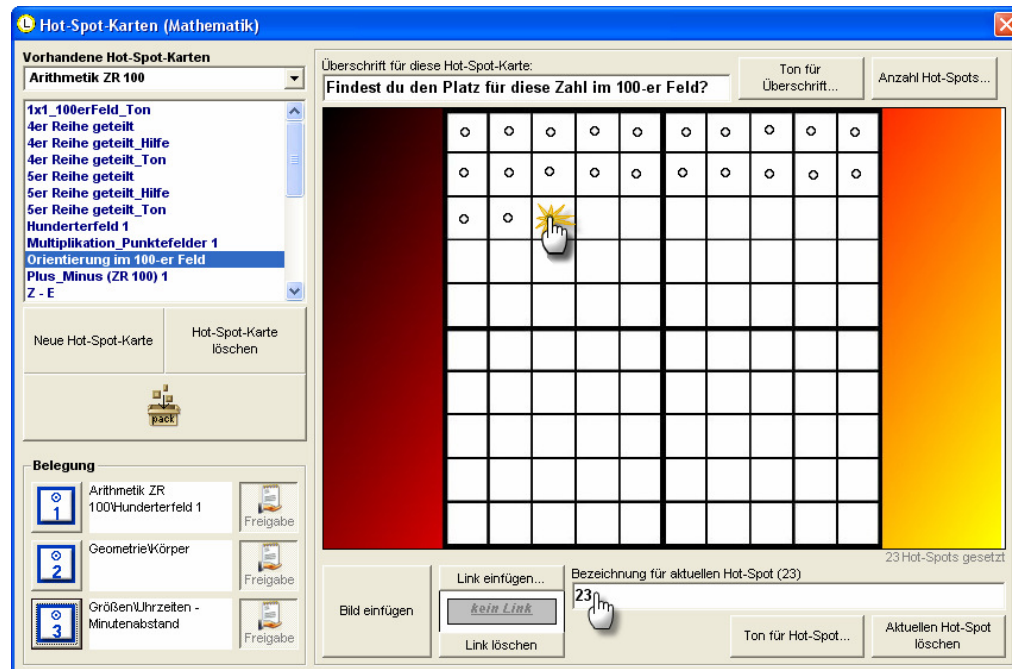 Hot-Spot-Karten (Mathematik)
Vorhandene Hot-Spot-Karten
Arithmetik ZR 100
1x1_100erFeld_Ton
4er Reihe geteilt
4er Reihe geteilt_Hilfe
4er Reihe geteilt_Ton
5er Reihe geteilt
5er Reihe geteilt_Hilfe
5er Reihe geteilt_Ton
Hunderterfeld 1
Multiplikation_Punktefelder 1
Orientierung im 100-er Feld
Plus_Minus (ZR 100) 1
Z - E
Neue Hot-Spot-Karte
Hot-Spot-Karte
löschen
pack
Belegung
1
Arithmetik ZR
100\Hunderterfeld 1
Freigabe
2
Geometrie\Körper
Freigabe
3
Größen\Uhrzeiten -
Minutenabstand
Freigabe
Überschrift für diese Hot-Spot-Karte:
Findest du den Platz für diese Zahl im 100-er Feld?
Ton für
Überschrift...
Anzahl Hot-Spots...
23 Hot-Spots gesetzt
Bild einfügen
Link einfügen...
kein Link
Link löschen
Bezeichnung für aktuellen Hot-Spot (23)
23
Ton für Hot-Spot...
Aktuellen Hot-Spot
löschen